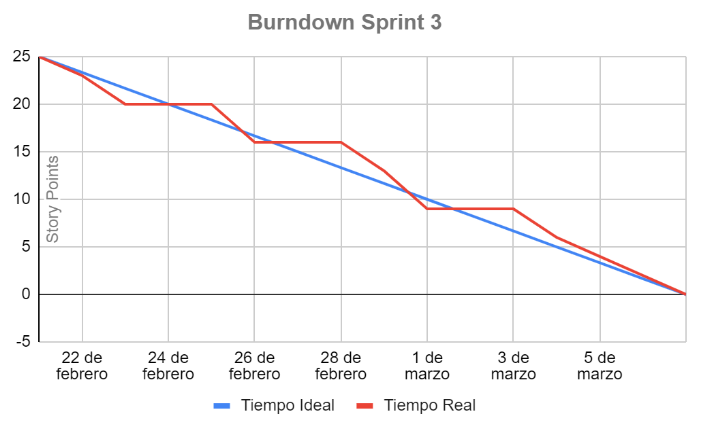 Burndown Sprint 3
25
20
15
10
5
0
-5
Story Points
22 de
febrero
24 de
febrero
26 de
febrero
28 de
febrero
1 de
marzo
3 de
marzo
5 de
marzo
Tiempo Ideal
Tiempo Real